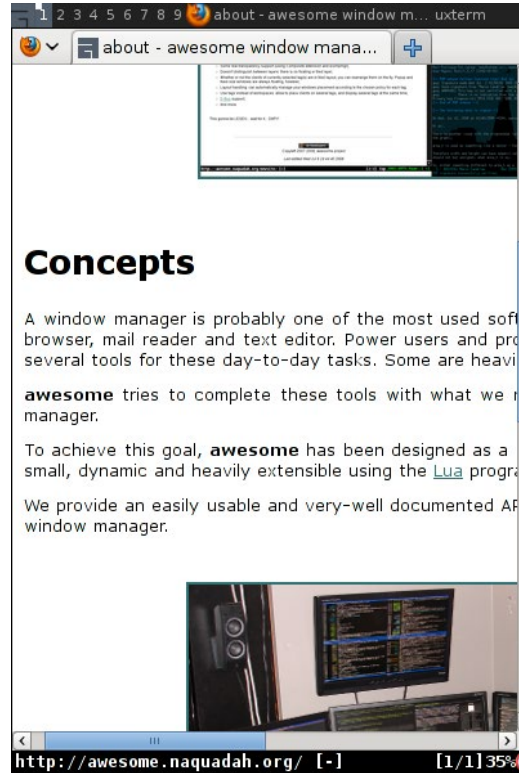 1 2 3 4 5 6 7 8 9 about - awesome window m... uxterm
about - awesome window mana...
Concepts
A window manager is probably one of the most used soft
browser, mail reader and text editor. Power users and pro
several tools for these day-to-day tasks. Some are heavi
awesome tries to complete these tools with what we
manager.
To achieve this goal, awesome has been designed as a
small, dynamic and heavily extensible using the Lua progra
We provide an easily usable and very-well documented AP
window manager.
http://awesome.naquadah.org/ [-] [1/1]35%